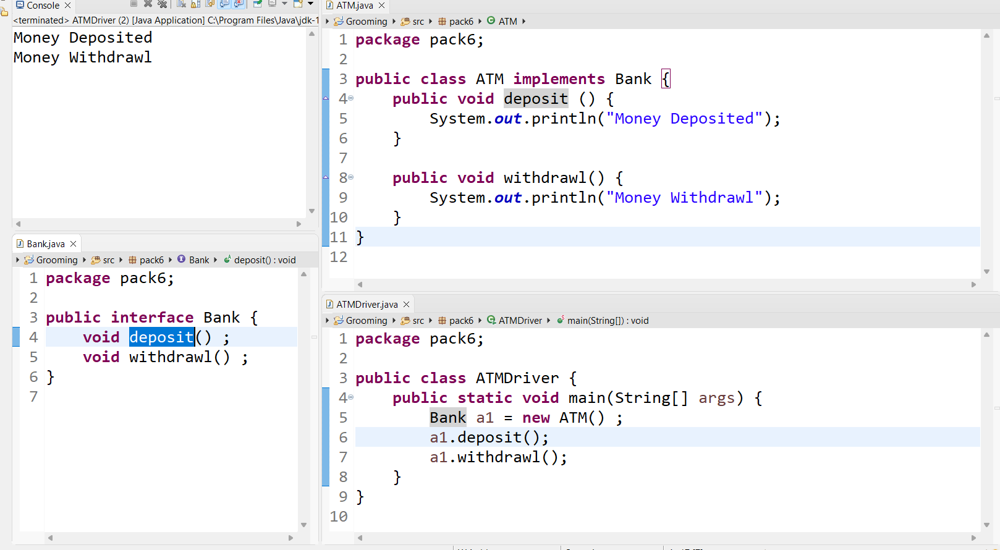 Console
<terminated> ATMDriver (2) [Java Application] C:\Program Files\Java\jdk-1
Money Deposited
Money Withdrawl
Bank.java
Grooming src pack6 Bank deposit() : void
1 package pack6;
2
3 public interface Bank {
4 void deposit() ;
5 void withdrawl() ;
6 }
7
ATM.java
Grooming src pack6 ATM
1 package pack6;
2
3 public class ATM implements Bank {
4 public void deposit () {
5 System.out.println("Money Deposited");
6 }
7
8 public void withdrawl() {
9 System.out.println("Money Withdrawl");
10 }
11 }
12
ATMDriver.java
Grooming src pack6 ATMDriver main(String[]) : void
1 package pack6;
2
3 public class ATMDriver {
4 public static void main(String[] args) {
5 Bank a1 = new ATM() ;
6 a1.deposit();
7 a1.withdrawl();
8 }
9 }
10